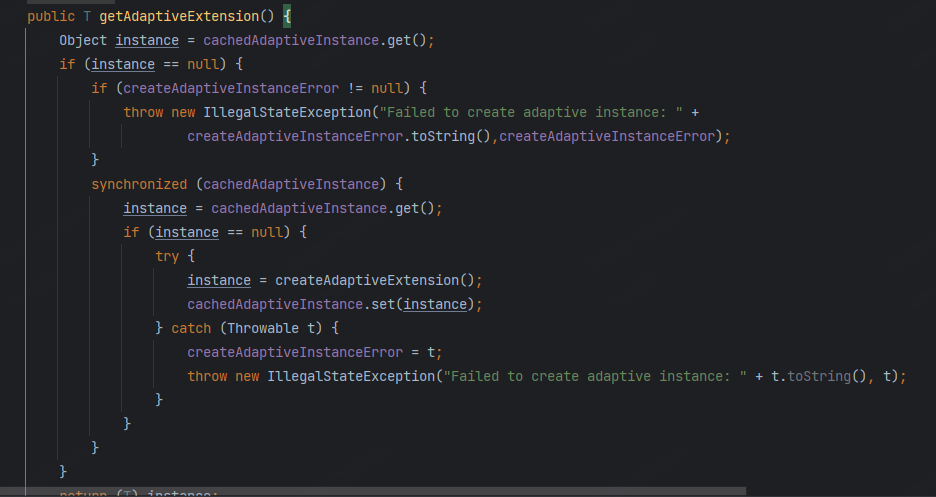 public T getAdaptiveExtension() {
Object instance = cachedAdaptiveInstance.get();
if (instance == null) {
if (createAdaptiveInstanceError != null) {
throw new IllegalStateException("Failed to create adaptive instance: " +
createAdaptiveInstanceError.toString(),createAdaptiveInstanceError);
}
synchronized (cachedAdaptiveInstance) {
instance = cachedAdaptiveInstance.get();
if (instance == null) {
try {
instance = createAdaptiveExtension();
cachedAdaptiveInstance.set(instance);
} catch (Throwable t) {
createAdaptiveInstanceError = t;
throw new IllegalStateException("Failed to create adaptive instance: " + t.toString(), t);
}
}
}
}
return (T) instance;